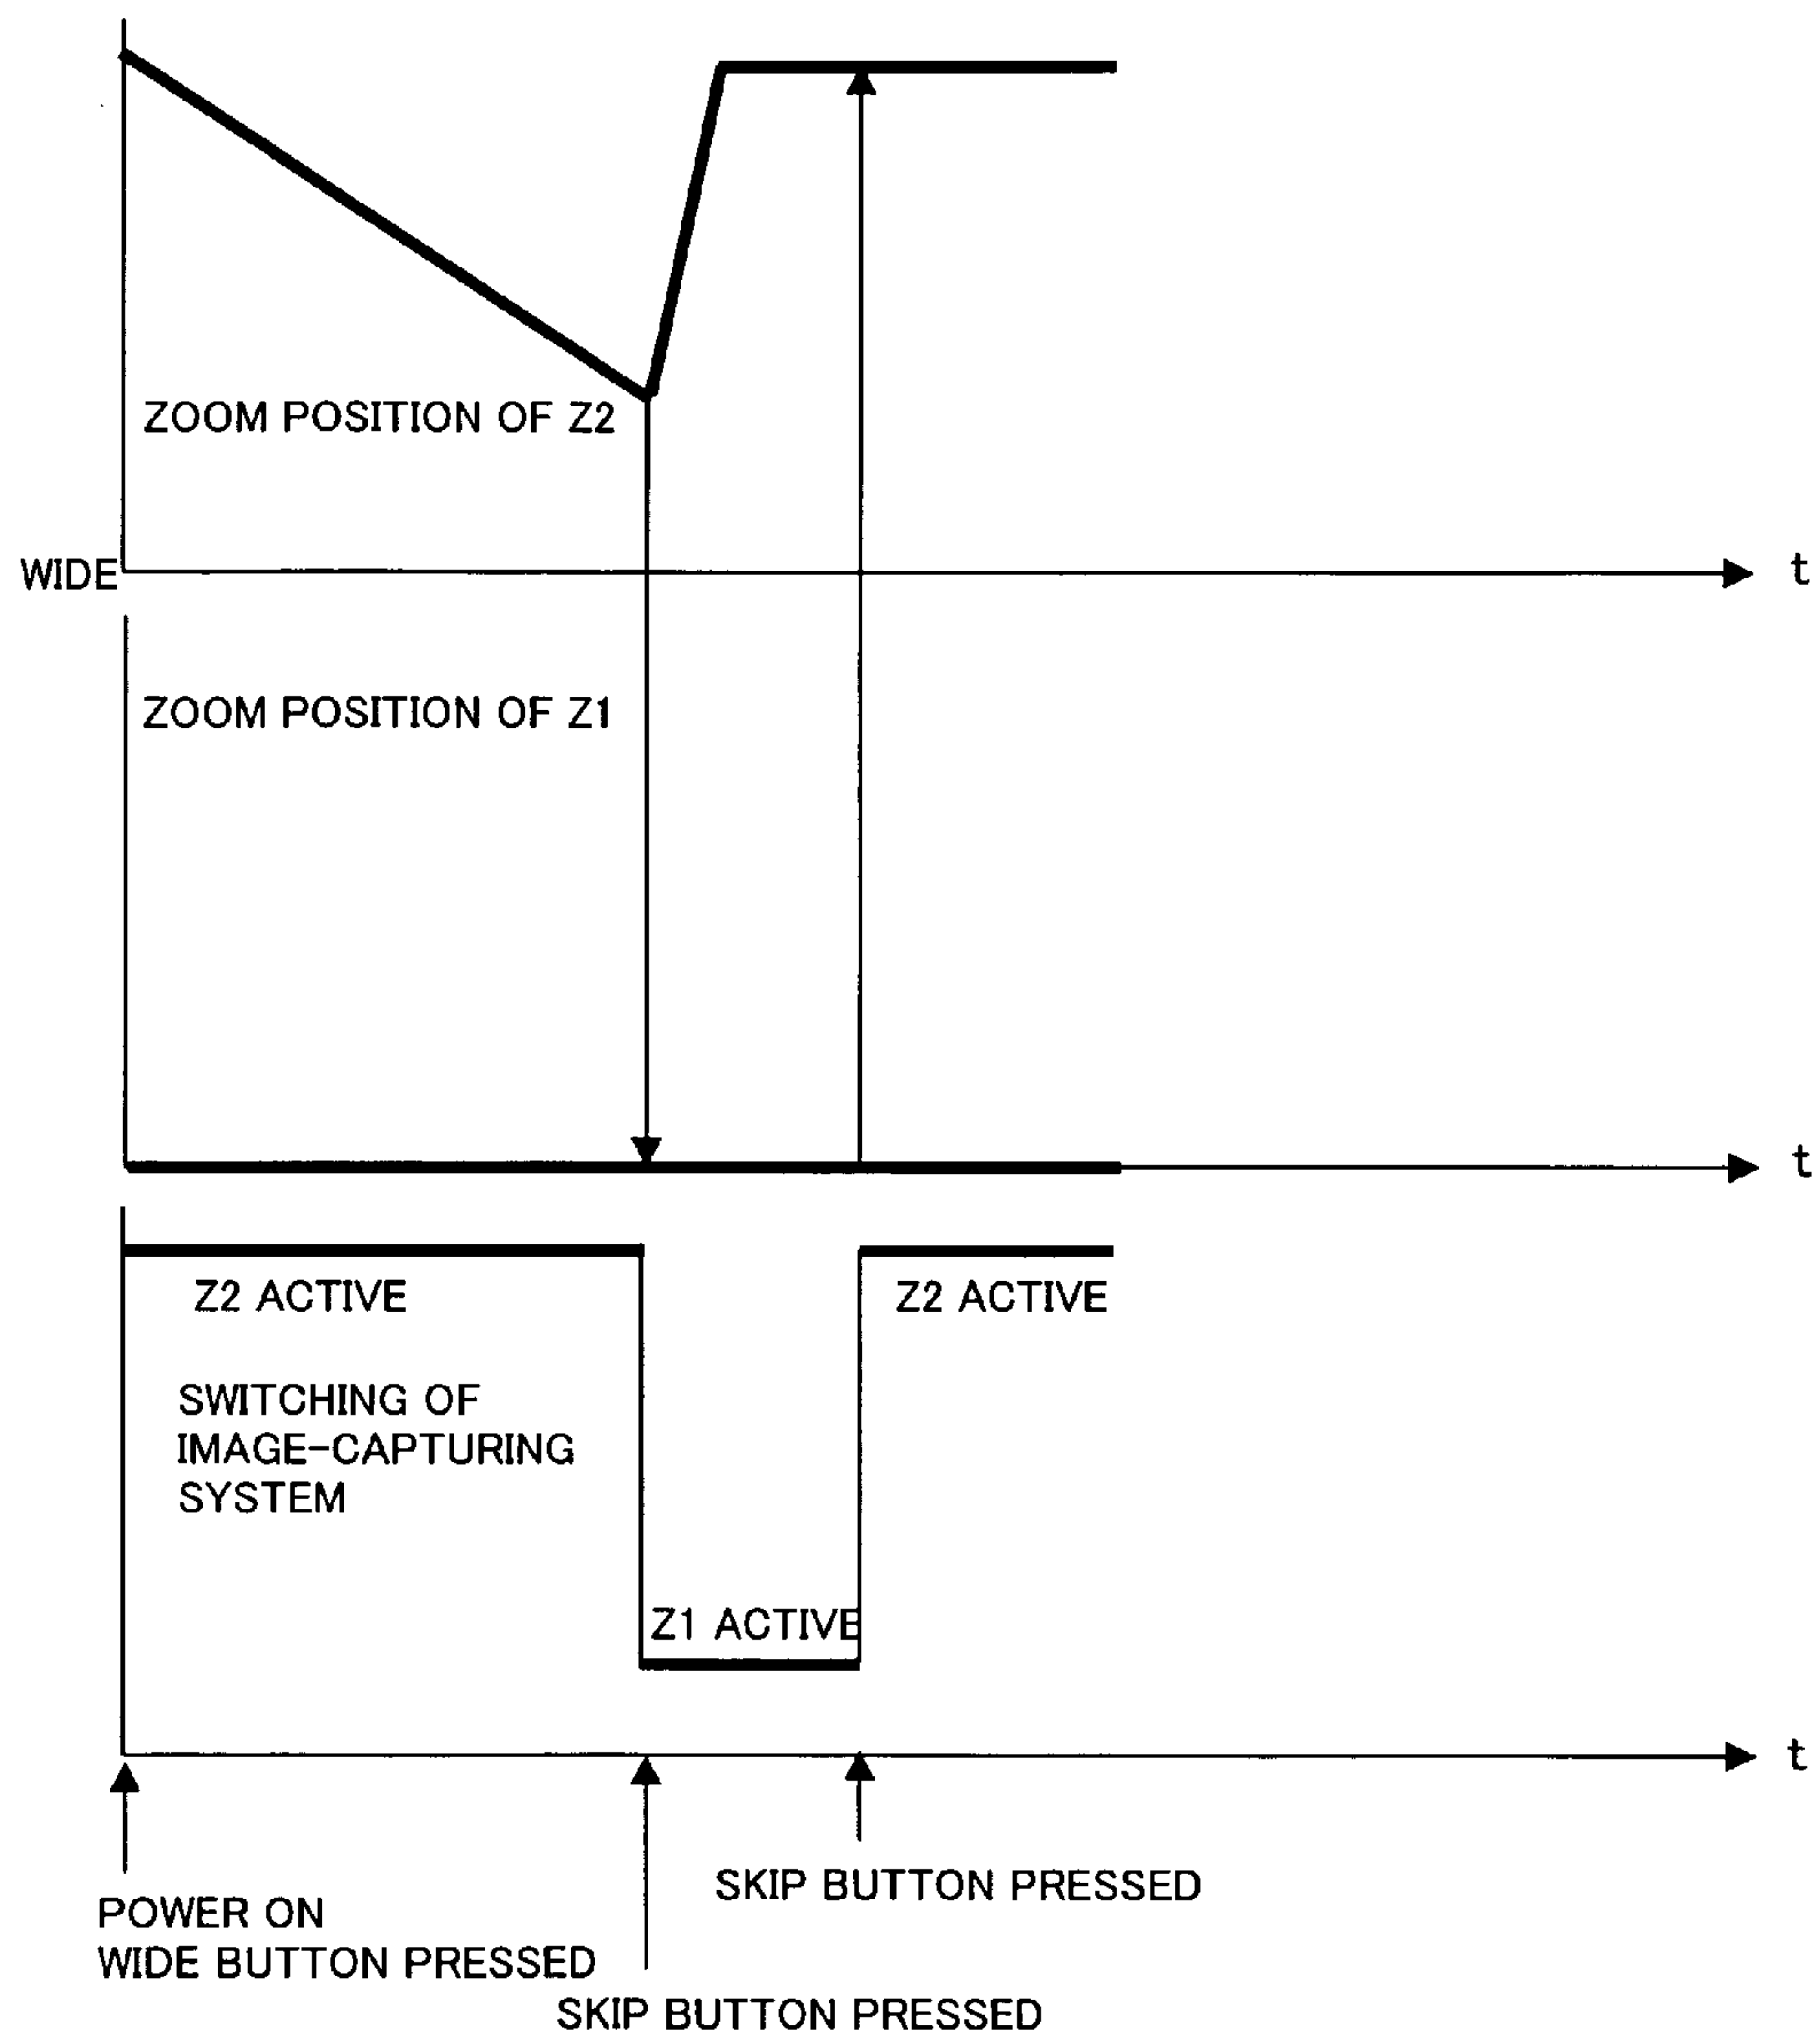 ZOOM POSITION OF Z2
WIDE
t
ZOOM POSITION OF Z1
t
Z2 ACTIVE
Z2 ACTIVE
SWITCHING OF
IMAGE-CAPTURING
SYSTEM
Z1 ACTIVE
t
SKIP BUTTON PRESSED
POWER ON
WIDE BUTTON PRESSED
SKIP BUTTON PRESSED